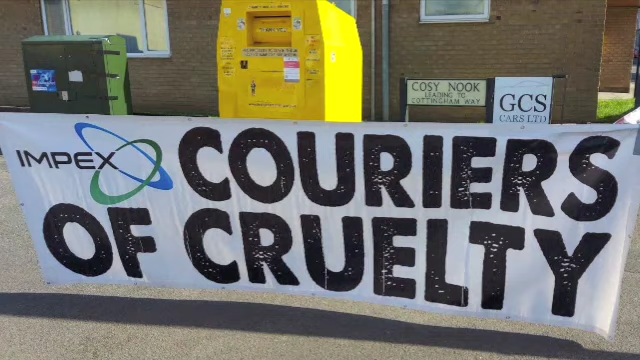 COSY NOOK
LEADING TO
COTTINGHAM WAY
GCS
CARS LTD
IMPEX
COURIERS
OF CRUELTY